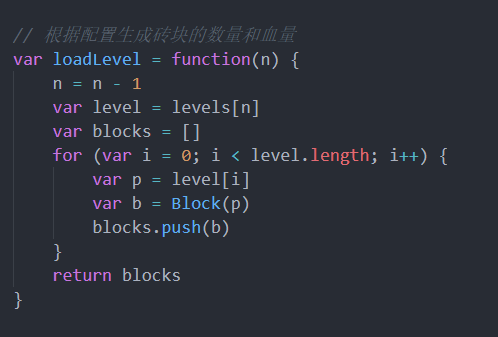 // 根据配置生成砖块的数量和血量
var loadLevel = function(n) {
    n = n - 1
    var level = levels[n]
    var blocks = []
    for (var i = 0; i < level.length; i++) {
        var p = level[i]
        var b = Block(p)
        blocks.push(b)
    }
    return blocks
}